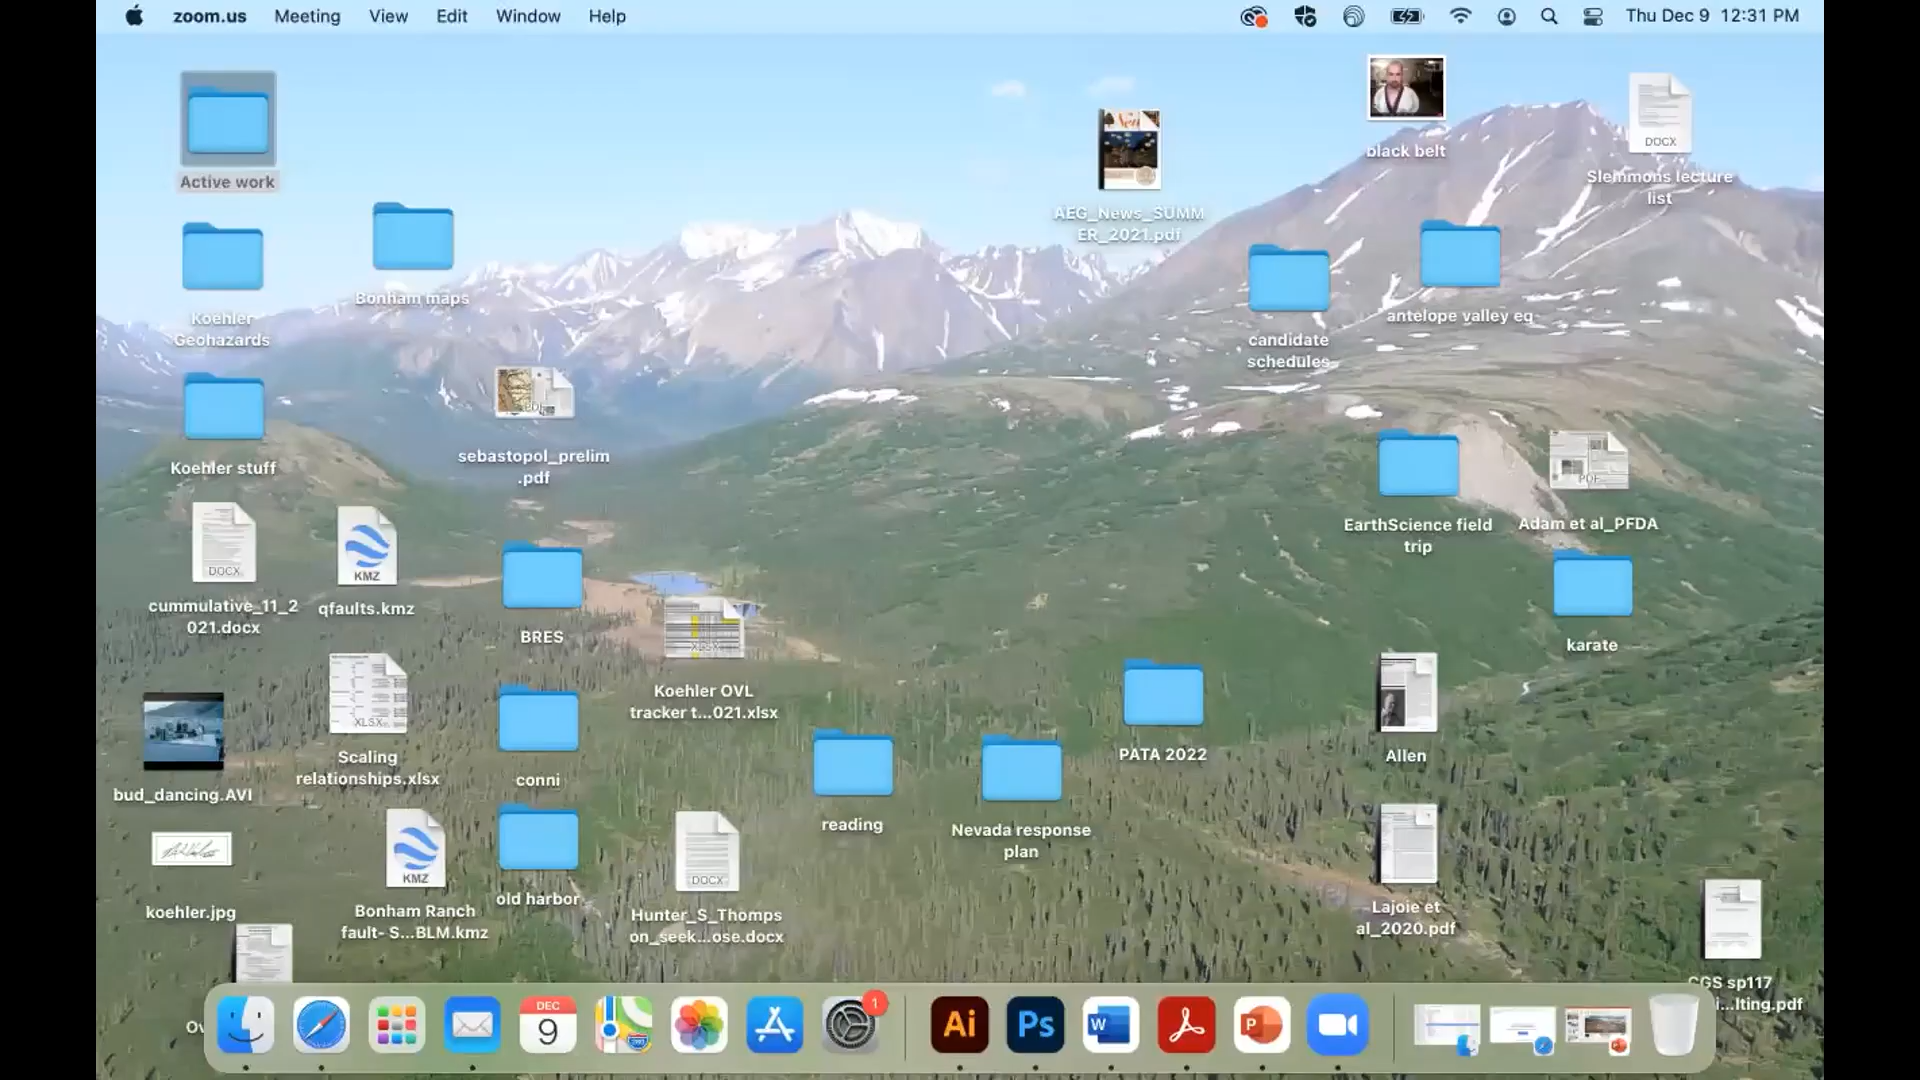 zoom.us Meeting View Edit Window Help
Thu Dec 9 12:31 PM
Active work
black belt
DOCX
Slemmons lecture
list
AEG_News_SUMM
ER_2021.pdf
Bonham maps
Koehler
Geohazards
candidate
schedules
antelope valley eq
PDF
sebastopol_prelim
.pdf
Koehler stuff
EarthScience field
trip
PDF
Adam et al_PFDA
DOCX
cummulative_11_2
021.docx
KMZ
qfaults.kmz
BRES
XLSX
Koehler OVL
tracker t...021.xlsx
karate
bud_dancing.AVI
XLSX
Scaling
relationships.xlsx
conni
reading
Nevada response
plan
PATA 2022
Allen
koehler.jpg
KMZ
Bonham Ranch
fault- S...BLM.kmz
old harbor
DOCX
Hunter_S_Thomps
on_seek...ose.docx
Lajoie et
al_2020.pdf
CGS sp117
...lting.pdf
DEC
9
280
1
Ai
Ps
W
P